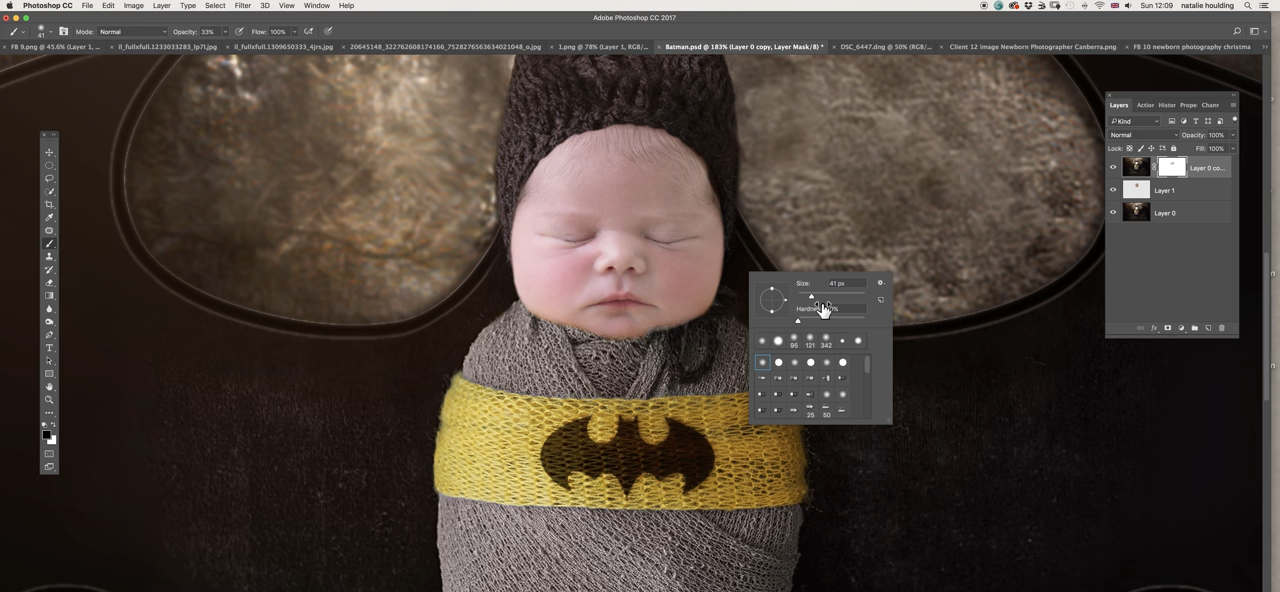 Photoshop CC File Edit Image Layer Type Select Filter 3D View Window Help Sun 12:09 natalie houlding
Adobe Photoshop CC 2017
41 Mode: Normal Opacity: 33% Flow: 100%
FB 9.png @ 45.6% (Layer 1, ... il_fullxfull.1233033283_lp7l.jpg il_fullxfull.1309650333_4jrs.jpg 1.png @ 78% (Layer 1, RGB/... Batman.psd @ 183% (Layer 0 copy, Layer Mask/8) * DSC_6447.dng @ 50% (RGB/... Client 12 image Newborn Photographer Canberra.png FB 10 newborn photography christma
Layers Action Histor Prope Chanr
Kind
Normal Opacity: 100%
Lock: Fill: 100%
Layer 0 co...
Layer 1
Layer 0
Size: 41 px
95 121 342
25 50